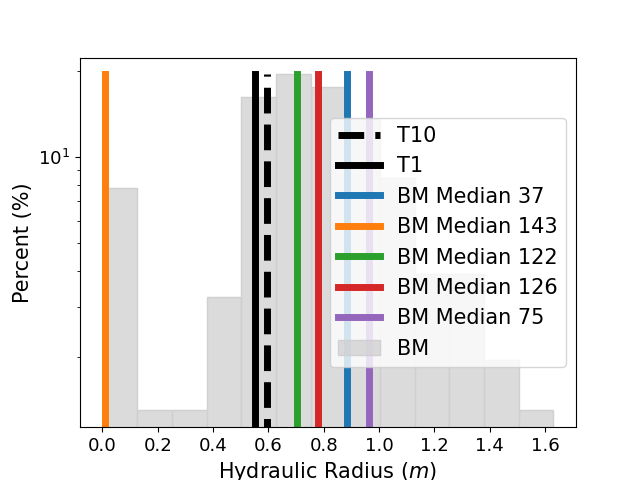 Percent (%)
10¹
T10
T1
BM Median 37
BM Median 143
BM Median 122
BM Median 126
BM Median 75
BM
0.0 0.2 0.4 0.6 0.8 1.0 1.2 1.4 1.6
Hydraulic Radius (m)